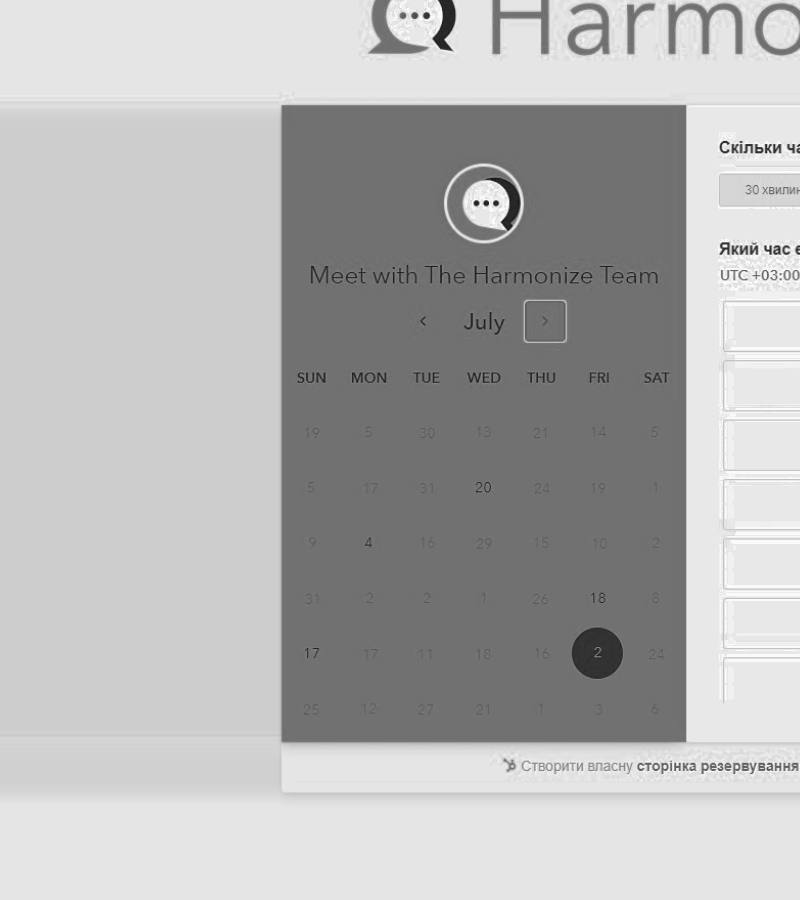 Harmo
Meet with The Harmonize Team
July
SUN MON TUE WED THU FRI SAT
19 5 30 13 21 14 5
5 17 31 20 24 19 1
9 4 16 29 15 10 2
31 2 2 1 26 18 8
17 17 11 18 16 2 24
25 12 27 21 1 3 6
Скільки ча
30 хвилин
Який час є
UTC +03:00
Створити власну сторінка резервування